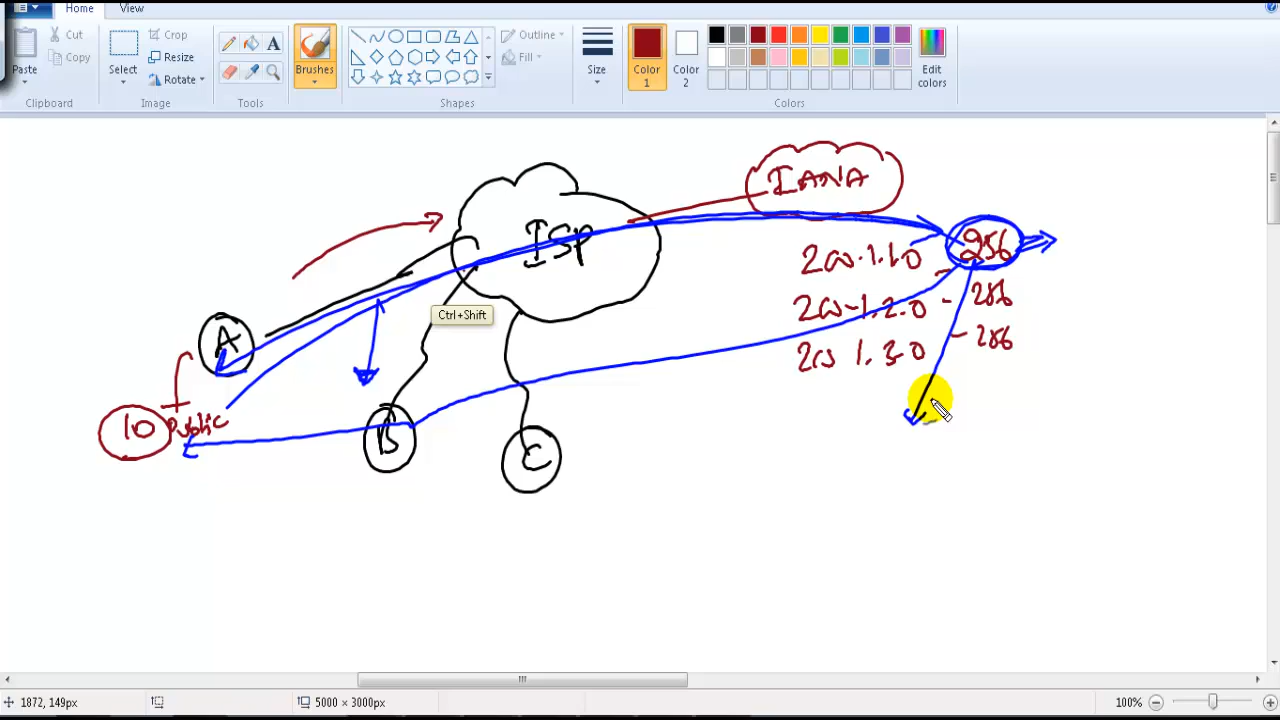 Home
View
Paste
Cut
Copy
Clipboard
Select
Crop
Resize
Rotate
Image
A
Tools
Brushes
Shapes
Outline
Fill
Size
Color 1
Color 2
Colors
Edit colors
?
IANA
ISP
256
200.1.1.0
200.1.2.0 - 256
200.1.3.0 - 256
Ctrl+Shift
A
10 Public
B
C
1872, 149px
5000 × 3000px
100%